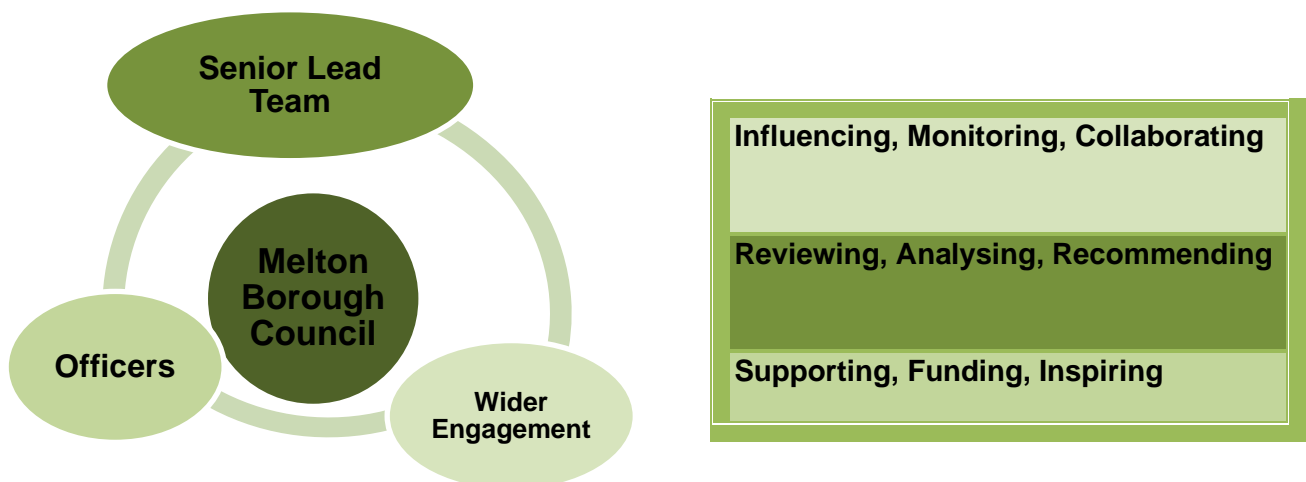 Senior Lead
Team
Melton
Borough
Council
Officers
Wider
Engagement
Influencing, Monitoring, Collaborating
Reviewing, Analysing, Recommending
Supporting, Funding, Inspiring